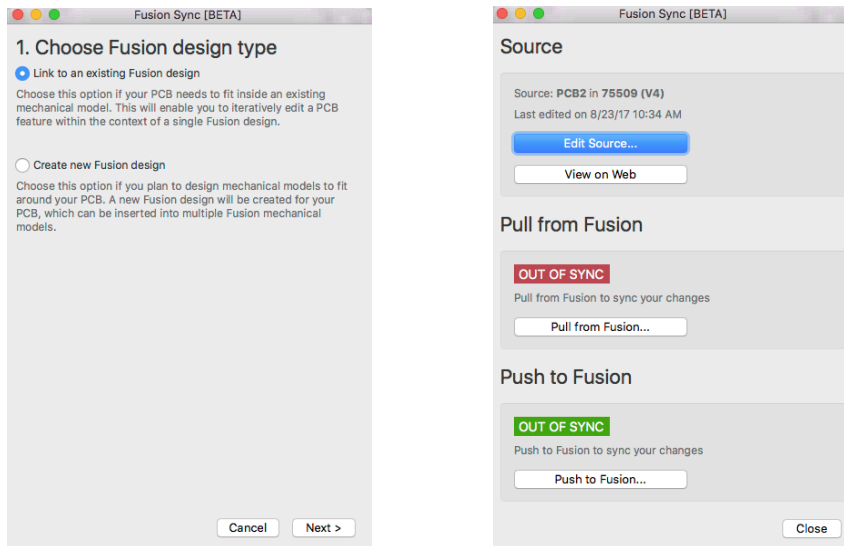 Fusion Sync [BETA]
1. Choose Fusion design type
Link to an existing Fusion design
Choose this option if your PCB needs to fit inside an existing
mechanical model. This will enable you to iteratively edit a PCB
feature within the context of a single Fusion design.
Create new Fusion design
Choose this option if you plan to design mechanical models to fit
around your PCB. A new Fusion design will be created for your
PCB, which can be inserted into multiple Fusion mechanical
models.
Cancel
Next >
Fusion Sync [BETA]
Source
Source: PCB2 in 75509 (V4)
Last edited on 8/23/17 10:34 AM
Edit Source...
View on Web
Pull from Fusion
OUT OF SYNC
Pull from Fusion to sync your changes
Pull from Fusion...
Push to Fusion
OUT OF SYNC
Push to Fusion to sync your changes
Push to Fusion...
Close